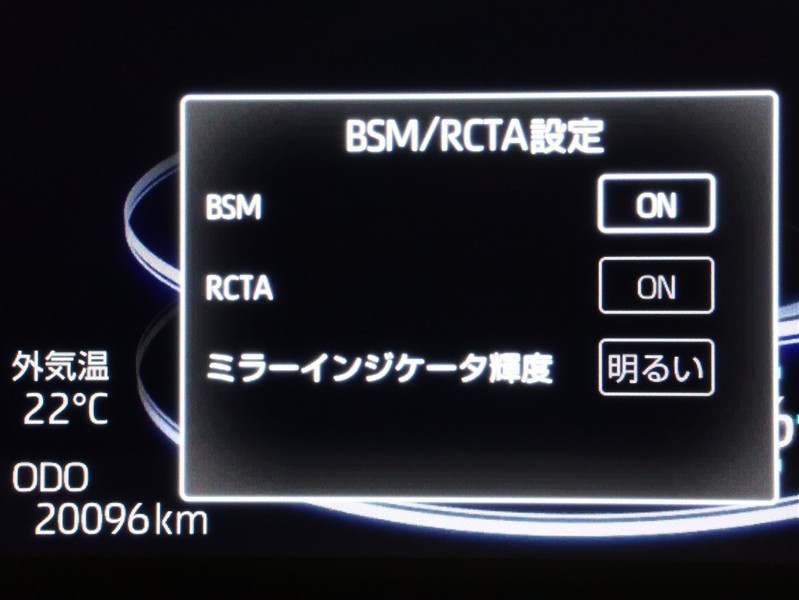 BSM/RCTA設定
BSM ON
RCTA ON
ミラーインジケータ輝度 明るい
外気温
22°C
ODO
20096km